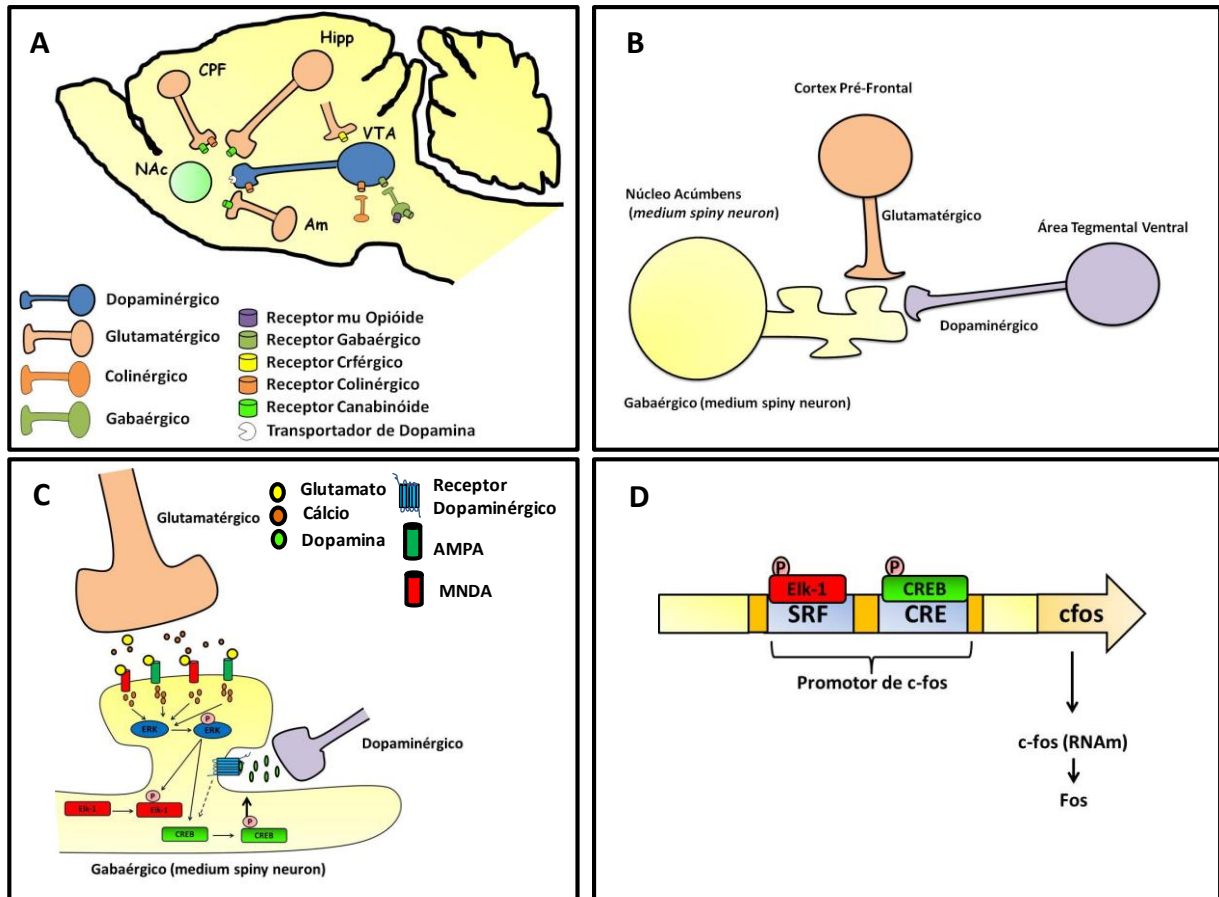 A
CPF
Hipp
VTA
NAc
Am
Dopaminérgico
Glutamatérgico
Colinérgico
Gabaérgico
Receptor mu Opióide
Receptor Gabaérgico
Receptor Crférgico
Receptor Colinérgico
Receptor Canabinóide
Transportador de Dopamina
B
Cortex Pré-Frontal
Núcleo Acúmbens
(medium spiny neuron)
Glutamatérgico
Área Tegmental Ventral
Dopaminérgico
Gabaérgico (medium spiny neuron)
C
Glutamatérgico
Glutamato
Cálcio
Dopamina
Receptor
Dopaminérgico
AMPA
MNDA
P
ERK
ERK
Dopaminérgico
P
Elk-1
Elk-1
P
CREB
CREB
Gabaérgico (medium spiny neuron)
D
P
P
Elk-1
CREB
SRF
CRE
cfos
Promotor de c-fos
c-fos (RNAm)
Fos